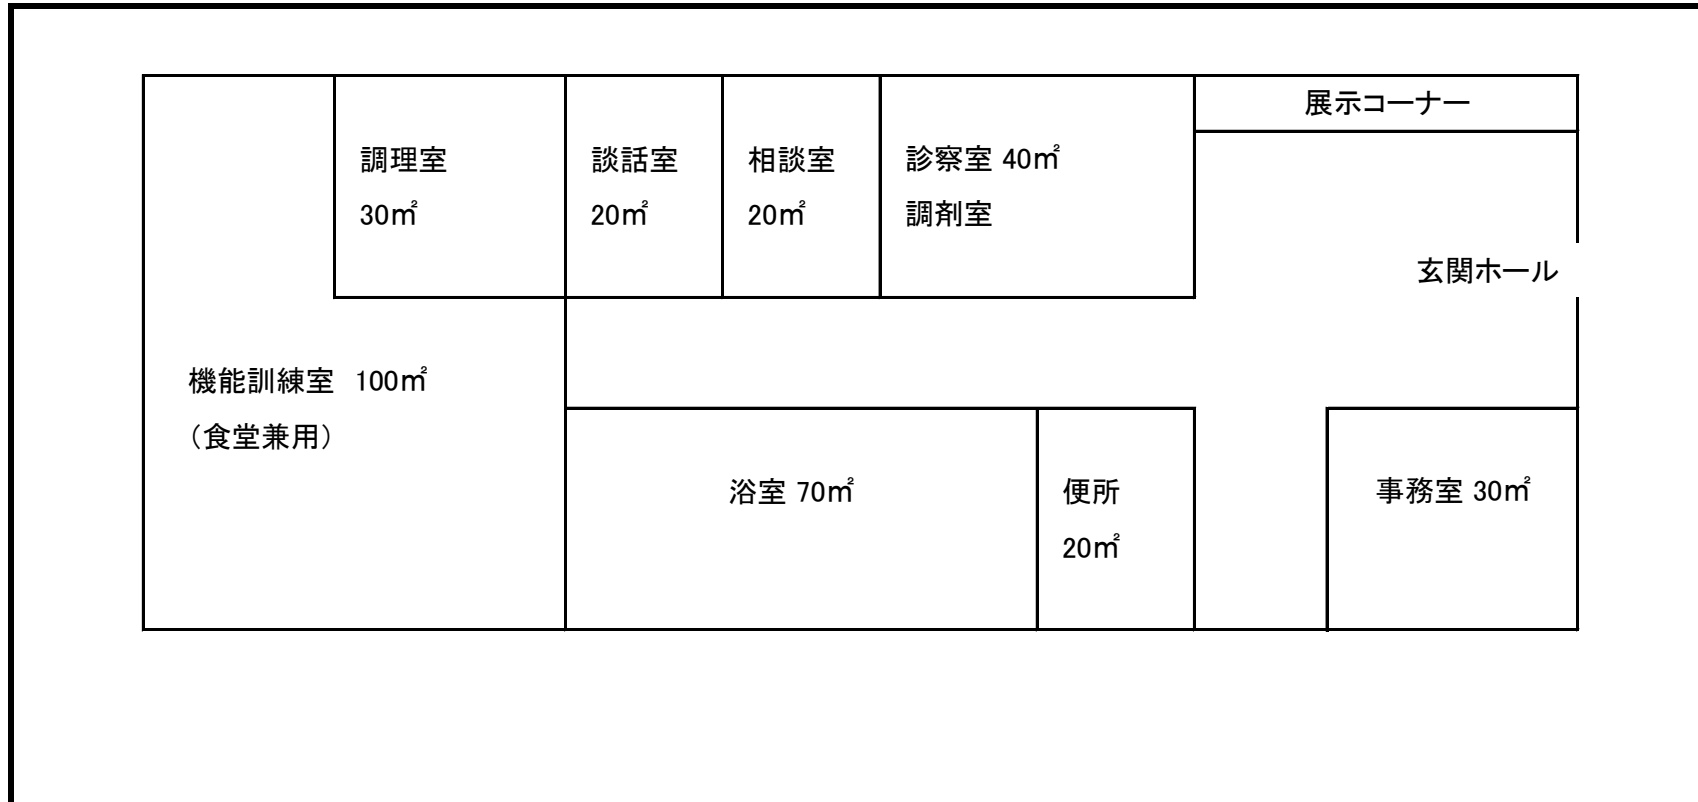 展示コーナー
調理室
30㎡
談話室
20㎡
相談室
20㎡
診察室 40㎡
調剤室
玄関ホール
機能訓練室 100㎡
（食堂兼用）
浴室 70㎡
便所
20㎡
事務室 30㎡